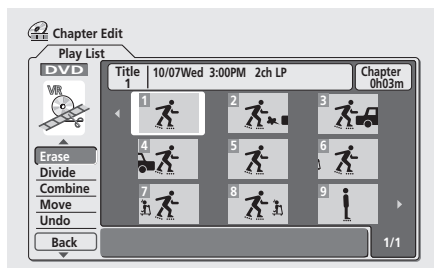 Chapter Edit
Play List
DVD
VR
Title 1
10/07Wed 3:00PM 2ch LP
Chapter
0h03m
1
2
3
4
5
6
7
8
9
Erase
Divide
Combine
Move
Undo
Back
1/1